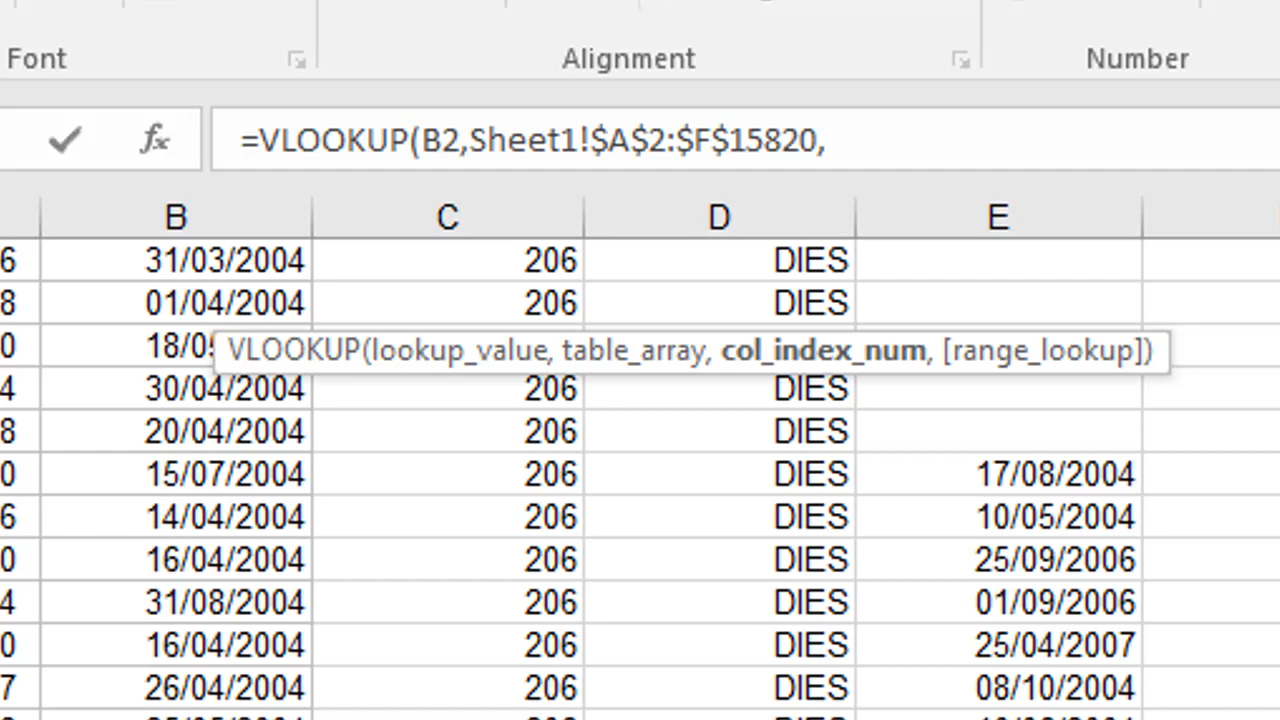 Font Alignment Number
fx =VLOOKUP(B2,Sheet1!$A$2:$F$15820,
B C D E
6 31/03/2004 206 DIES
8 01/04/2004 206 DIES
0 VLOOKUP(lookup_value, table_array, col_index_num, [range_lookup])
4 30/04/2004 206 DIES
8 20/04/2004 206 DIES
0 15/07/2004 206 DIES 17/08/2004
6 14/04/2004 206 DIES 10/05/2004
0 16/04/2004 206 DIES 25/09/2006
4 31/08/2004 206 DIES 01/09/2006
0 16/04/2004 206 DIES 25/04/2007
7 26/04/2004 206 DIES 08/10/2004